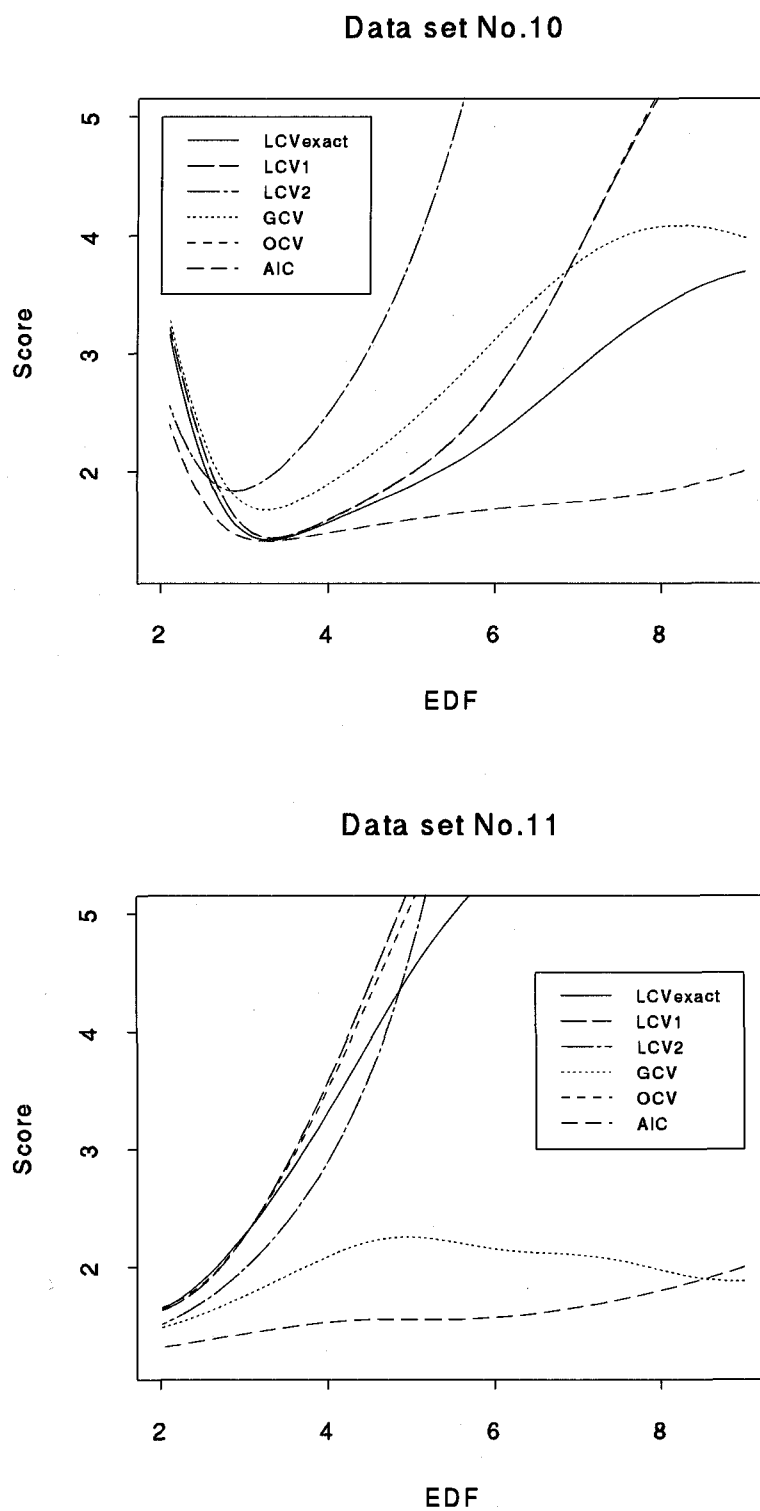 Data set No.10
5
4
3
2
Score
LCVexact
LCV1
LCV2
GCV
OCV
AIC
2 4 6 8
EDF
Data set No.11
5
4
3
2
Score
LCVexact
LCV1
LCV2
GCV
OCV
AIC
2 4 6 8
EDF